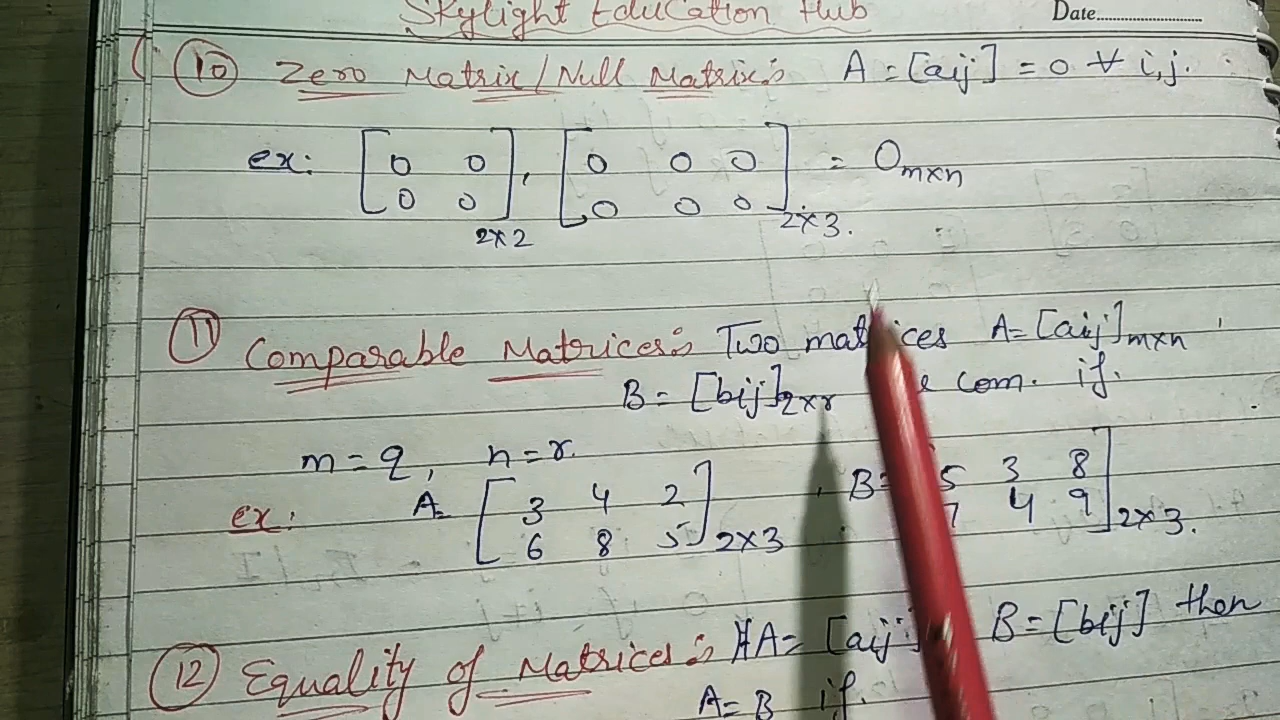 Skylight Education Hub Date
10 Zero Matrix/Null Matrix: A = [aij] = 0 ∀ i,j.
ex: [0 0 , [0 0 0 = Om×n
0 0]2×2 0 0 0]2×3.
11 Comparable Matrices: Two matrices A = [aij]m×n ,
B = [bij]q×r com. if.
m = q, n = r.
ex: A = [3 4 2 , B = 5 3 8
6 8 5]2×3 7 4 9]2×3.
12 Equality of Matrices: If A = [aij] B = [bij] then
A = B if.